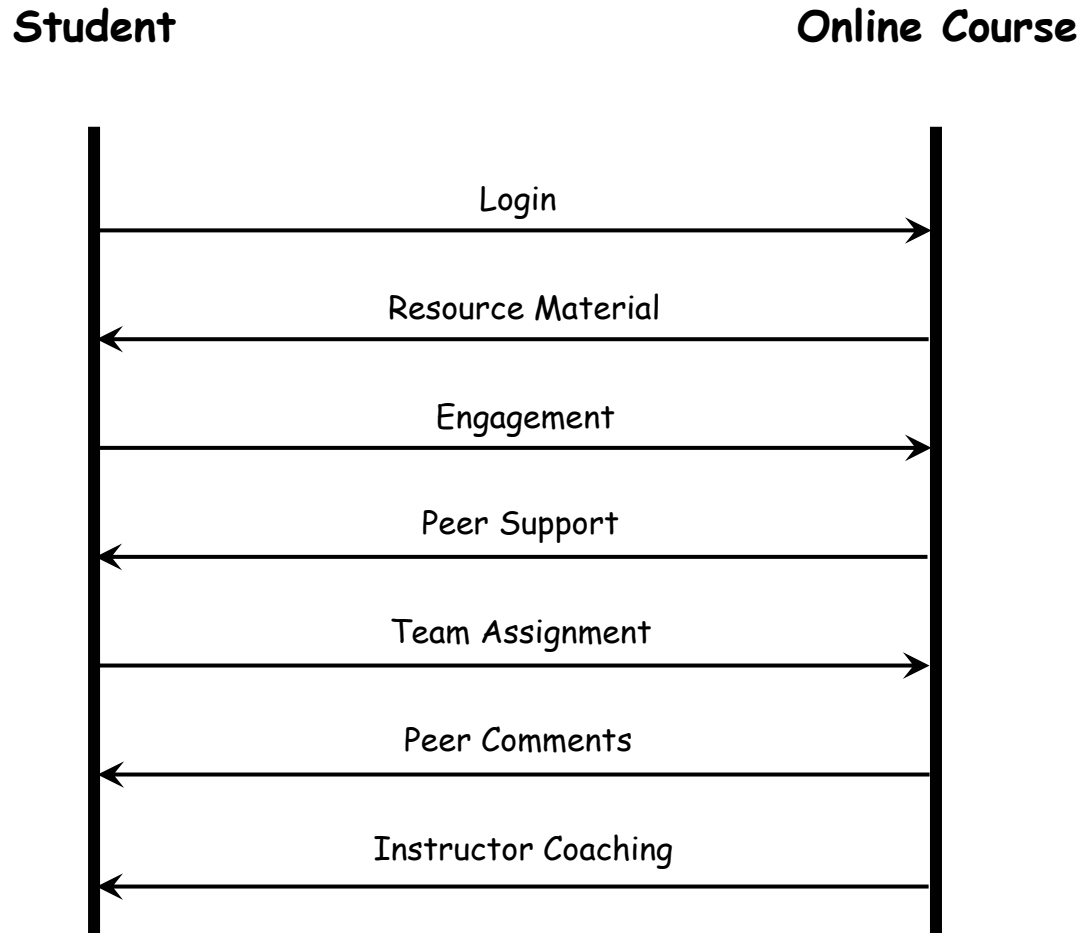 Student
Online Course
Login
Resource Material
Engagement
Peer Support
Team Assignment
Peer Comments
Instructor Coaching